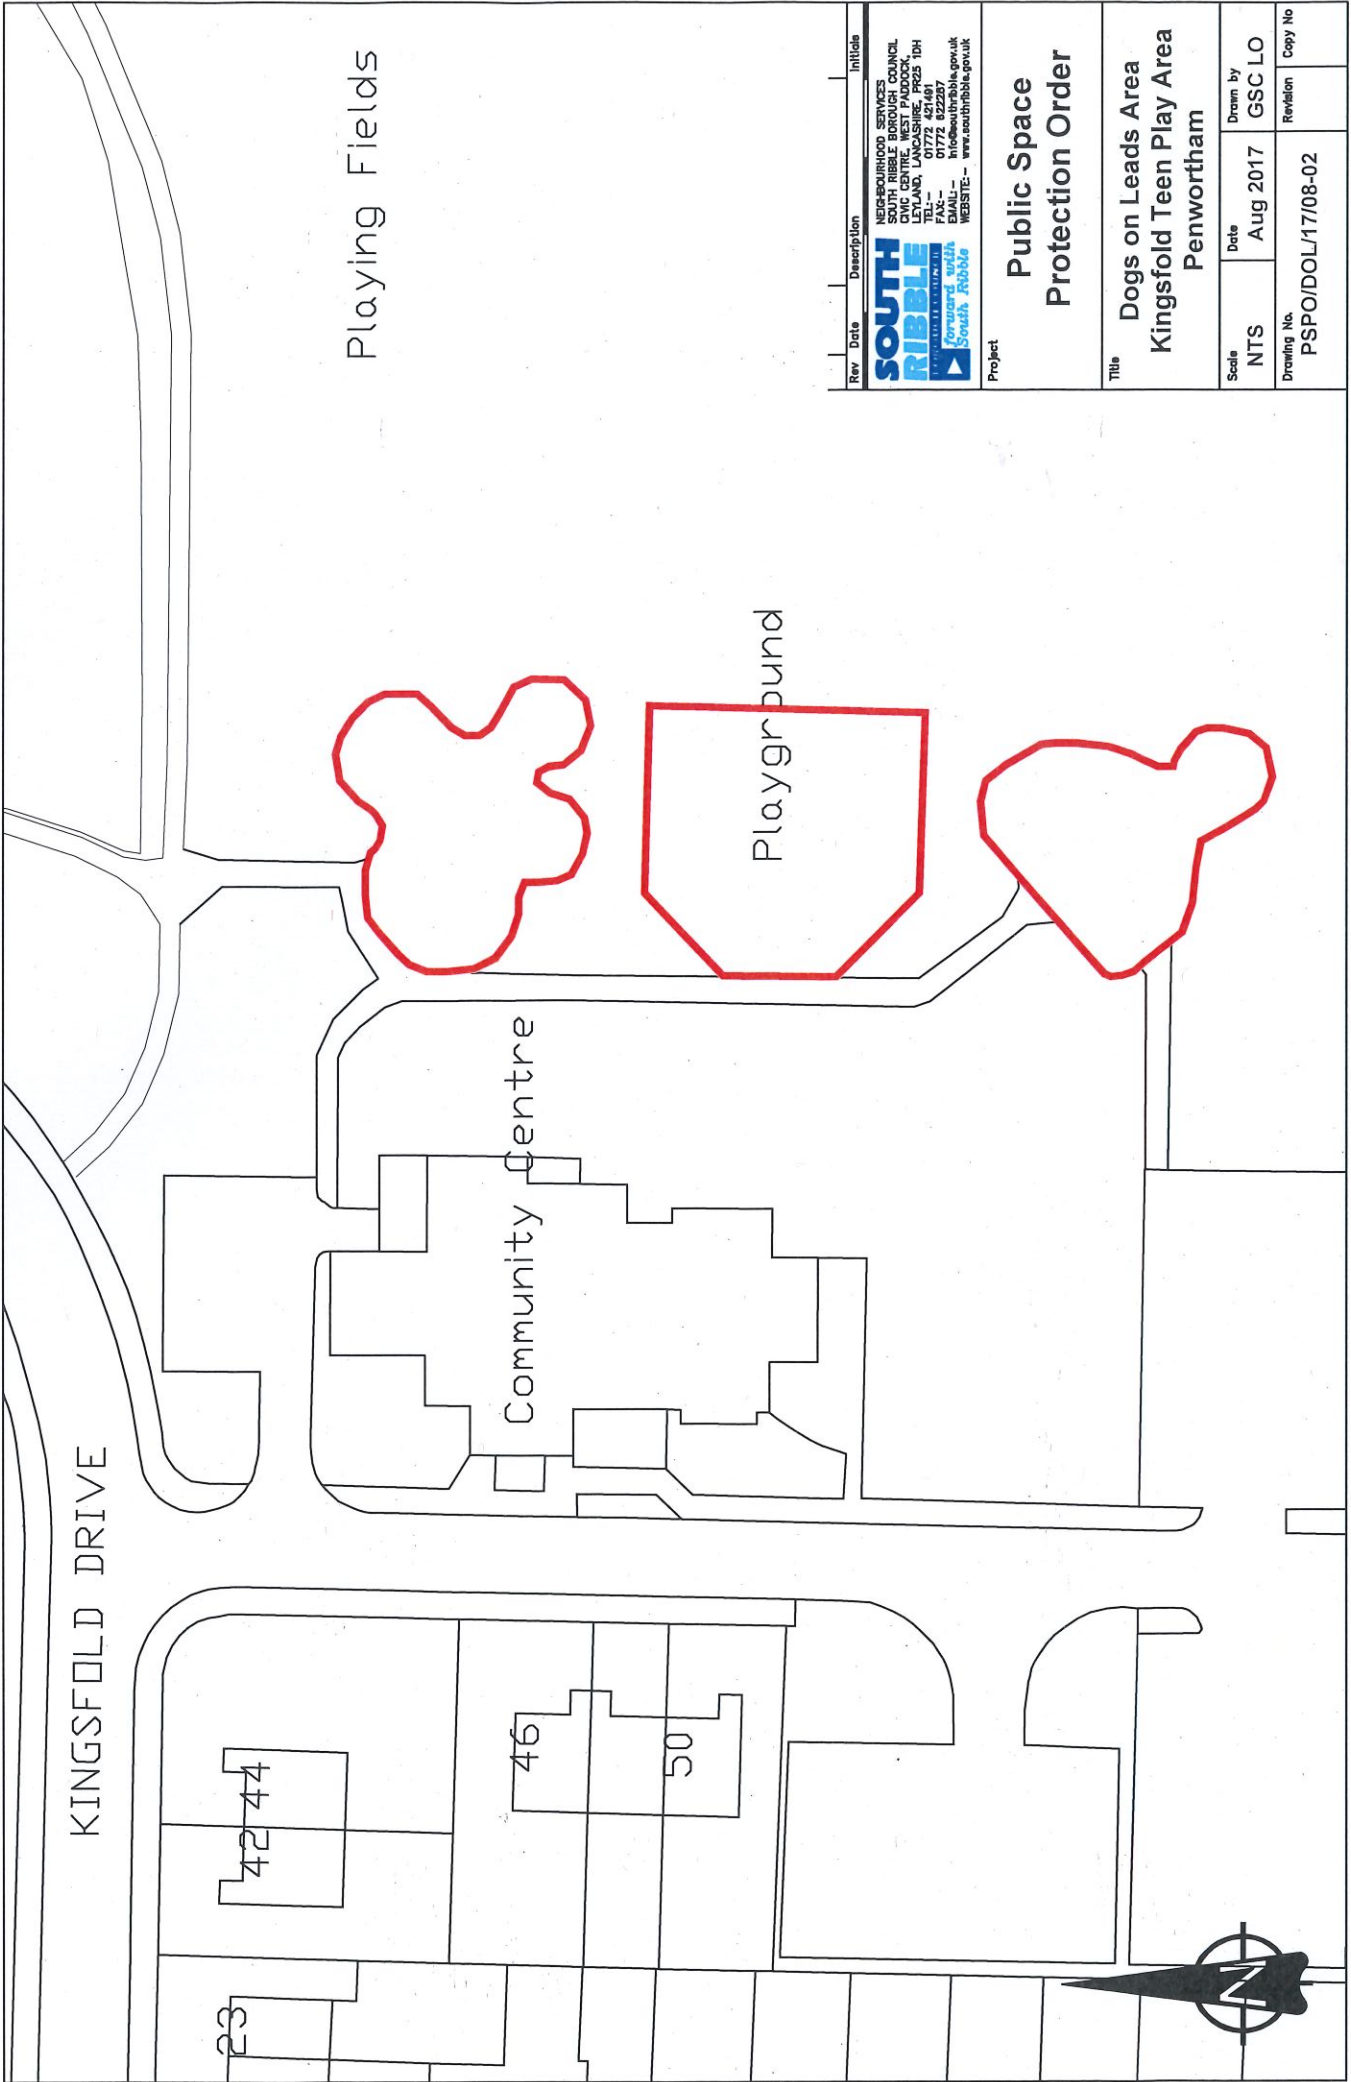 Playing Fields
Playground
Community Centre
KINGSFOLD DRIVE
42 44
46
50
23
N
Rev Date Description Initials
SOUTH
RIBBLE
forward with
South Ribble
NEIGHBOURHOOD SERVICES
SOUTH RIBBLE BOROUGH COUNCIL
CIVIC CENTRE, WEST PADDOCK,
LEYLAND, LANCASHIRE, PR25 1DH
TEL:- 01772 421491
FAX:- 01772 622287
EMAIL:- info@southribble.gov.uk
WEBSITE:- www.southribble.gov.uk
Project
Public Space
Protection Order
Title
Dogs on Leads Area
Kingsfold Teen Play Area
Penwortham
Scale Date Drawn by
NTS Aug 2017 GSC LO
Drawing No. Revision Copy No
PSPO/DOL/17/08-02